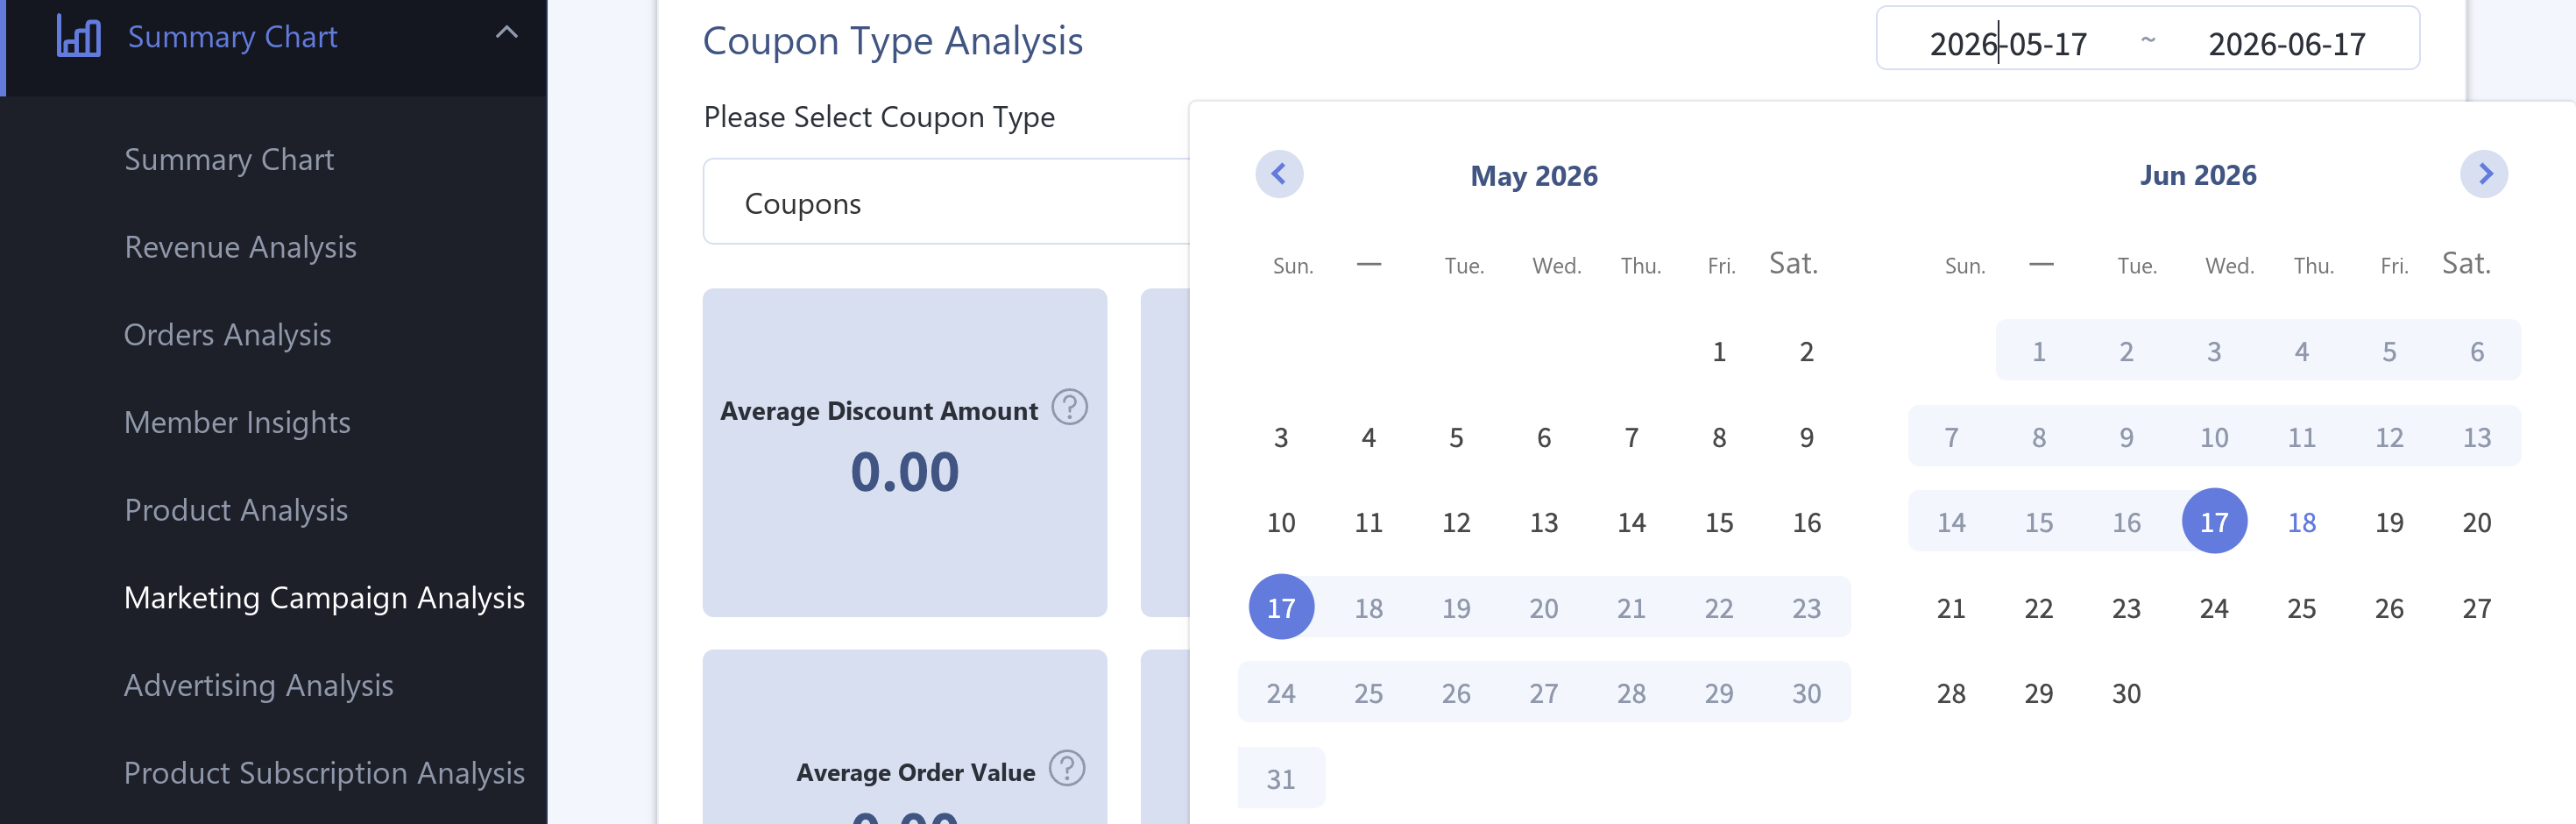 Summary Chart
Summary Chart
Revenue Analysis
Orders Analysis
Member Insights
Product Analysis
Marketing Campaign Analysis
Advertising Analysis
Product Subscription Analysis
Coupon Type Analysis
2026-05-17 ~ 2026-06-17
Please Select Coupon Type
Coupons
Average Discount Amount ?
0.00
Average Order Value ?
0.00
May 2026
Sun. — Tue. Wed. Thu. Fri. Sat.
1 2
3 4 5 6 7 8 9
10 11 12 13 14 15 16
17 18 19 20 21 22 23
24 25 26 27 28 29 30
31
Jun 2026
Sun. — Tue. Wed. Thu. Fri. Sat.
1 2 3 4 5 6
7 8 9 10 11 12 13
14 15 16 17 18 19 20
21 22 23 24 25 26 27
28 29 30